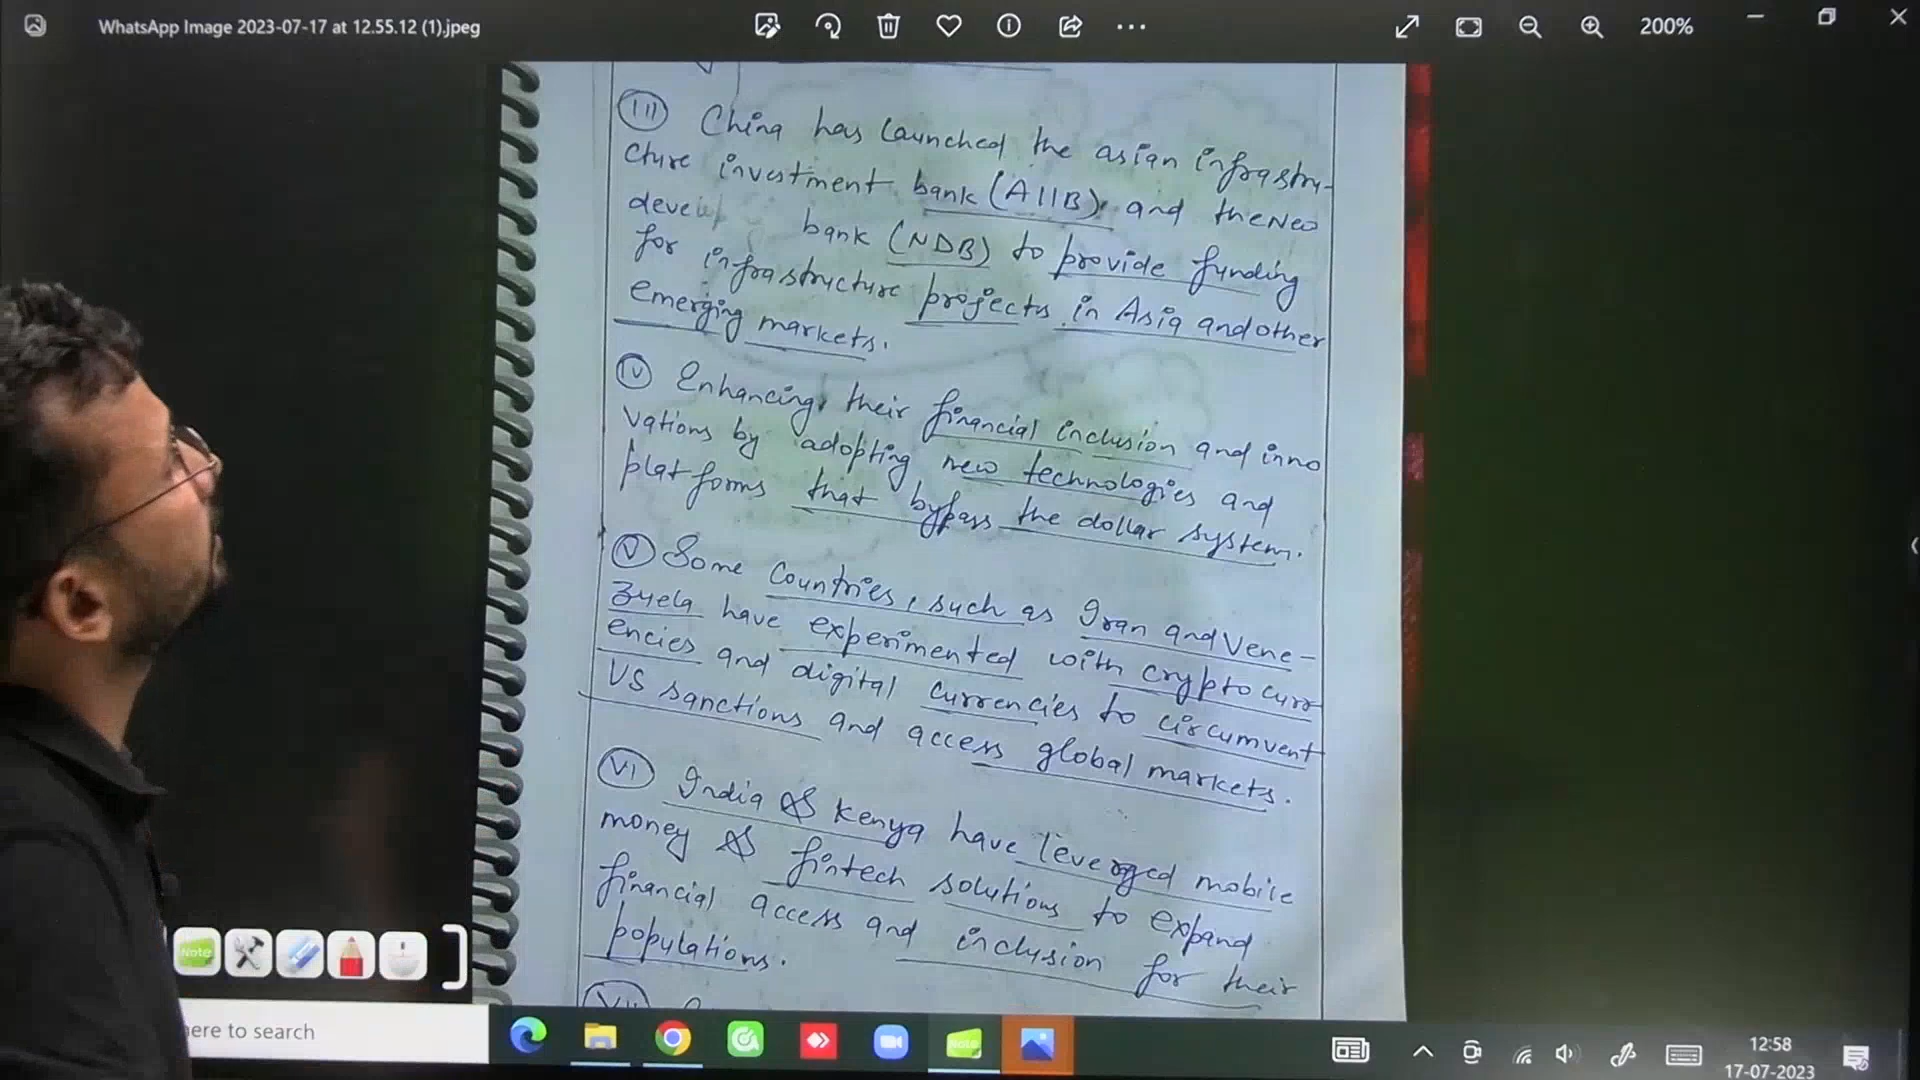 WhatsApp Image 2023-07-17 at 12.55.12 (1).jpeg
200%
III China has launched the asian infrastru-
cture investment bank (AIIB) and the New
bank (NDB) to provide funding
for infrastructure projects in Asia and other
emerging markets.
IV Enhancing their financial inclusion and inno
vations by adopting new technologies and
platforms that bypass the dollar system.
V Some countries, such as Iran and Vene-
zuela have experimented with cryptocurr
encies and digital currencies to circumvent
US sanctions and access global markets.
VI India & Kenya have leveraged mobile
money & fintech solutions to expand
financial access and inclusion for their
populations.
VII
Note
ere to search
Note
12:58
17-07-2023